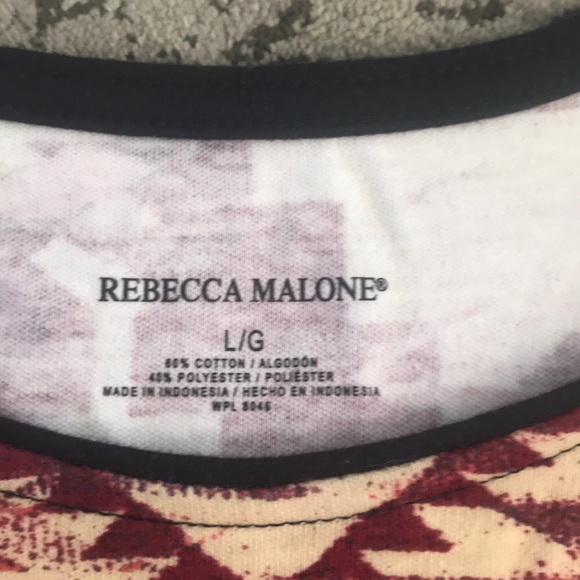 REBECCA MALONE®
L/G
60% COTTON / ALGODÓN
40% POLYESTER / POLIÉSTER
MADE IN INDONESIA / HECHO EN INDONESIA
WPL 8046